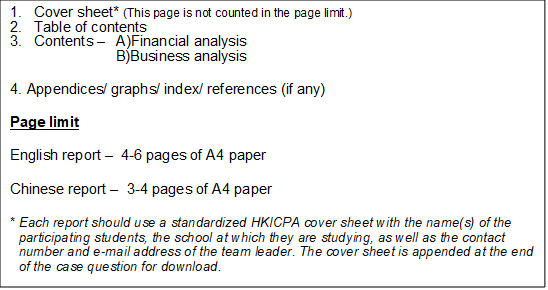 1. Cover sheet* (This page is not counted in the page limit.)
2. Table of contents
3. Contents – A)Financial analysis
B)Business analysis
4. Appendices/ graphs/ index/ references (if any)
Page limit
English report – 4-6 pages of A4 paper
Chinese report – 3-4 pages of A4 paper
* Each report should use a standardized HKICPA cover sheet with the name(s) of the
participating students, the school at which they are studying, as well as the contact
number and e-mail address of the team leader. The cover sheet is appended at the end
of the case question for download.